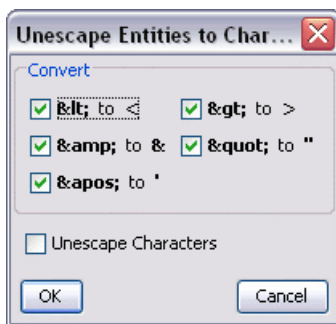 Unescape Entities to Char...
Convert
&lt; to <
&gt; to >
&amp; to &
&quot; to "
&apos; to '
Unescape Characters
OK
Cancel